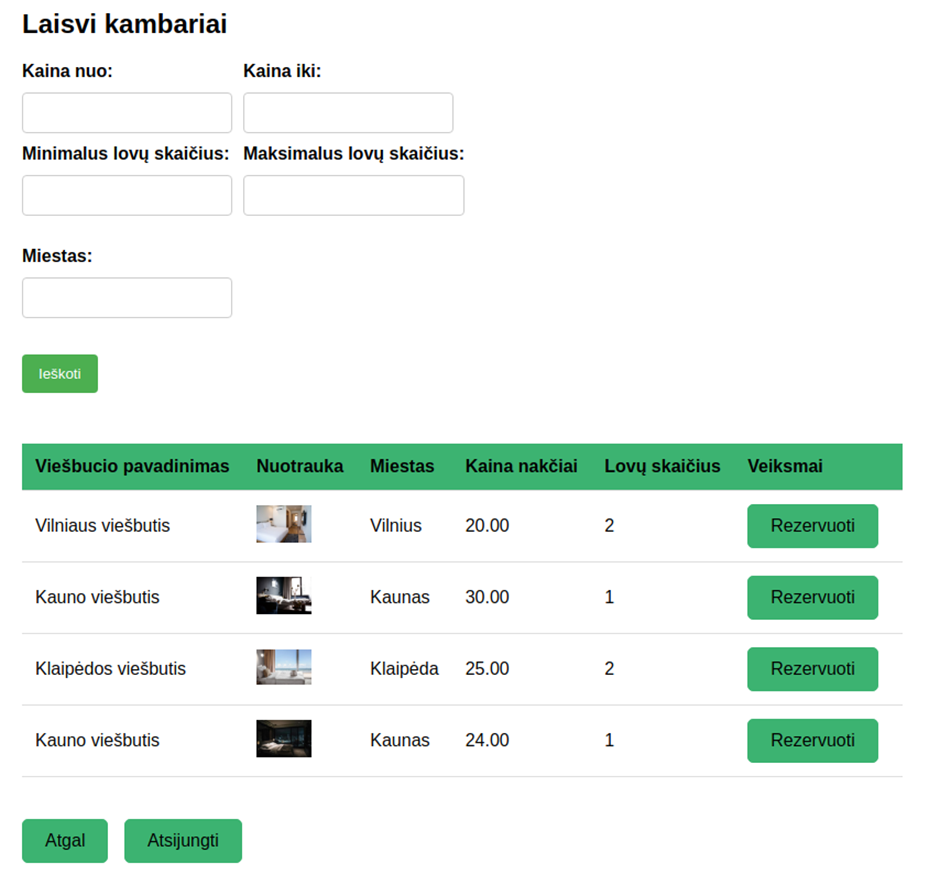 Laisvi kambariai
Kaina nuo: Kaina iki:
Minimalus lovų skaičius: Maksimalus lovų skaičius:
Miestas:
Ieškoti
Viešbucio pavadinimas Nuotrauka Miestas Kaina nakčiai Lovų skaičius Veiksmai
Vilniaus viešbutis Vilnius 20.00 2 Rezervuoti
Kauno viešbutis Kaunas 30.00 1 Rezervuoti
Klaipėdos viešbutis Klaipėda 25.00 2 Rezervuoti
Kauno viešbutis Kaunas 24.00 1 Rezervuoti
Atgal Atsijungti